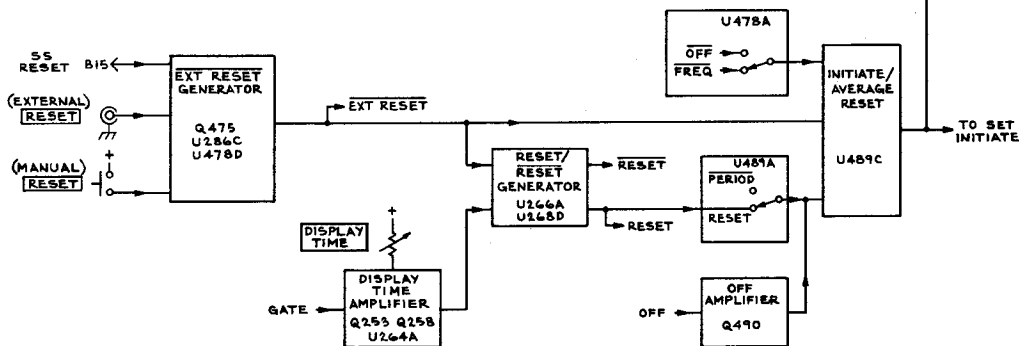 SS
RESET B15
(EXTERNAL)
RESET
(MANUAL)
RESET
+
EXT RESET
GENERATOR
Q475
U286C
U478D
EXT RESET
U478A
OFF
FREQ
INITIATE/
AVERAGE
RESET
U489C
TO SET
INITIATE
RESET/
RESET
GENERATOR
U266A
U268D
RESET
RESET
U489A
PERIOD
RESET
+
DISPLAY
TIME
GATE
DISPLAY
TIME
AMPLIFIER
Q253 Q258
U264A
OFF
OFF
AMPLIFIER
Q490